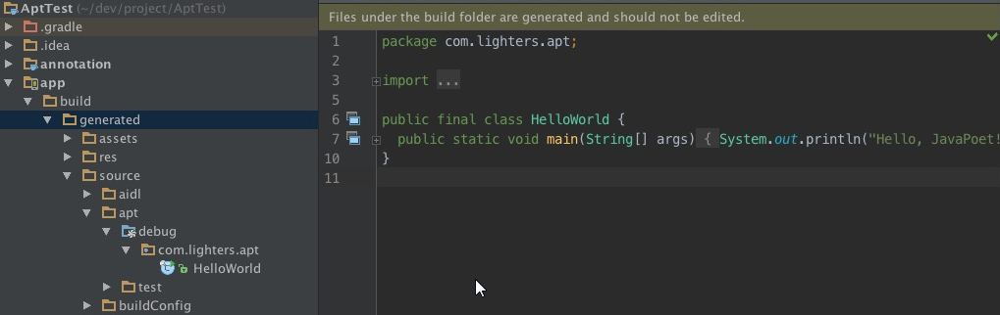 AptTest (~/dev/project/AptTest)
.gradle
.idea
annotation
app
build
generated
assets
res
source
aidl
apt
debug
com.lighters.apt
HelloWorld
test
buildConfig
Files under the build folder are generated and should not be edited.
1 package com.lighters.apt;
2
3 import ...
5
6 public final class HelloWorld {
7 public static void main(String[] args) { System.out.println("Hello, JavaPoet!
10 }
11